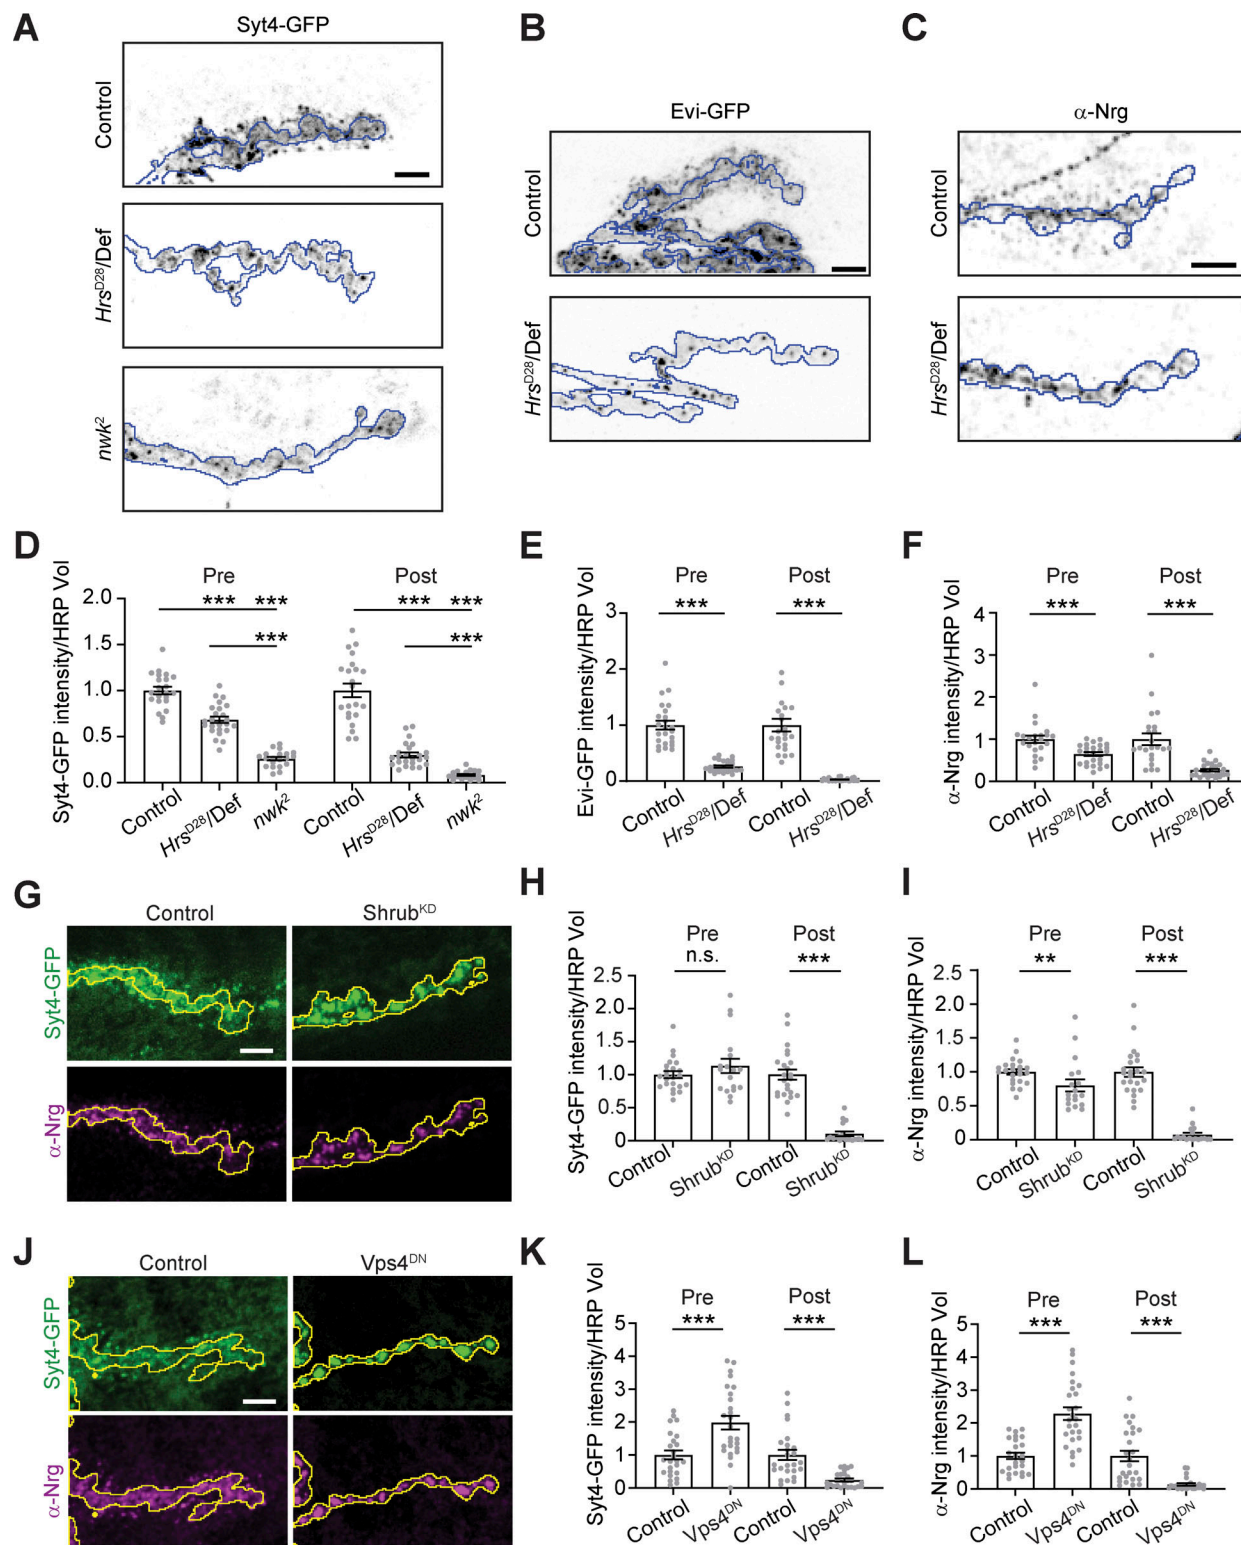 A
Syt4-GFP
Control
Hrs^D28/Def
nwk²
B
Evi-GFP
Control
Hrs^D28/Def
C
α-Nrg
Control
Hrs^D28/Def
D
Syt4-GFP intensity/HRP Vol
Pre Post
*** *** *** ***
*** ***
2.0
1.5
1.0
0.5
0.0
Control Hrs^D28/Def nwk² Control Hrs^D28/Def nwk²
E
Evi-GFP intensity/HRP Vol
Pre Post
*** ***
3
2
1
0
Control Hrs^D28/Def Control Hrs^D28/Def
F
α-Nrg intensity/HRP Vol
Pre Post
*** ***
4
3
2
1
0
Control Hrs^D28/Def Control Hrs^D28/Def
G
Control Shrub^KD
Syt4-GFP
α-Nrg
H
Syt4-GFP intensity/HRP Vol
Pre Post
n.s. ***
2.5
2.0
1.5
1.0
0.5
0
Control Shrub^KD Control Shrub^KD
I
α-Nrg intensity/HRP Vol
Pre Post
** ***
2.5
2.0
1.5
1.0
0.5
0
Control Shrub^KD Control Shrub^KD
J
Control Vps4^DN
Syt4-GFP
α-Nrg
K
Syt4-GFP intensity/HRP Vol
Pre Post
*** ***
5
4
3
2
1
0
Control Vps4^DN Control Vps4^DN
L
α-Nrg intensity/HRP Vol
Pre Post
*** ***
5
4
3
2
1
0
Control Vps4^DN Control Vps4^DN